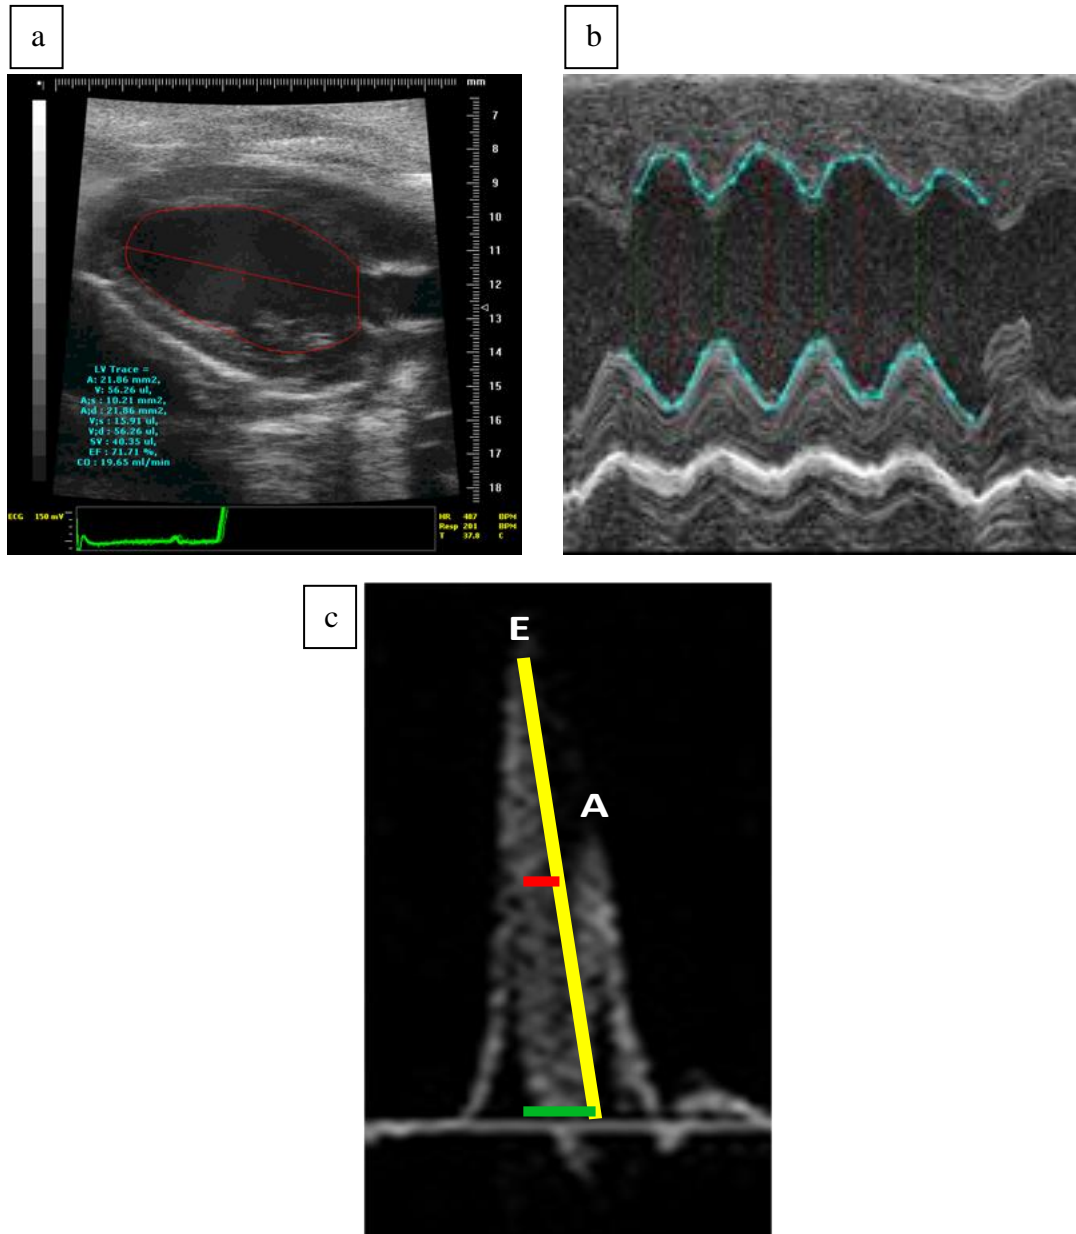 a
b
mm
7
8
9
10
11
12
13
14
15
16
17
18
LV Trace =
A: 21.86 mm2,
V: 56.26 ul,
A;s : 10.21 mm2,
A;d : 21.86 mm2,
V;s : 15.91 ul,
V;d : 56.26 ul,
SV : 40.35 ul,
EF : 71.71 %,
CO : 19.65 ml/min
ECG 150 mV
HR 487 BPM
Resp 201 BPM
T 37.0 C
c
E
A